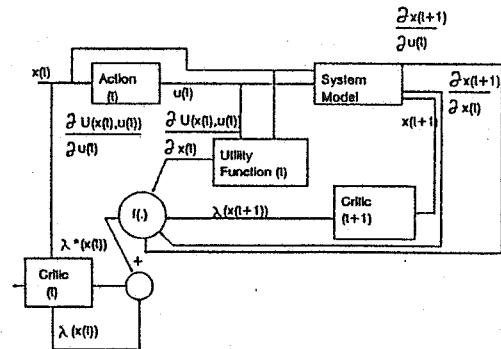 ∂ x(t+1)
∂ u(t)
x(t)
Action
(t)
u(t)
System
Model
∂ x(t+1)
∂ x(t)
x(t+1)
∂ U(x(t),u(t))
∂ u(t)
∂ U(x(t),u(t))
∂ x(t)
Utility
Function (t)
f(.)
λ(x(t+1))
Critic
(t+1)
λ*(x(t))
+
Critic
(t)
-
λ(x(t))